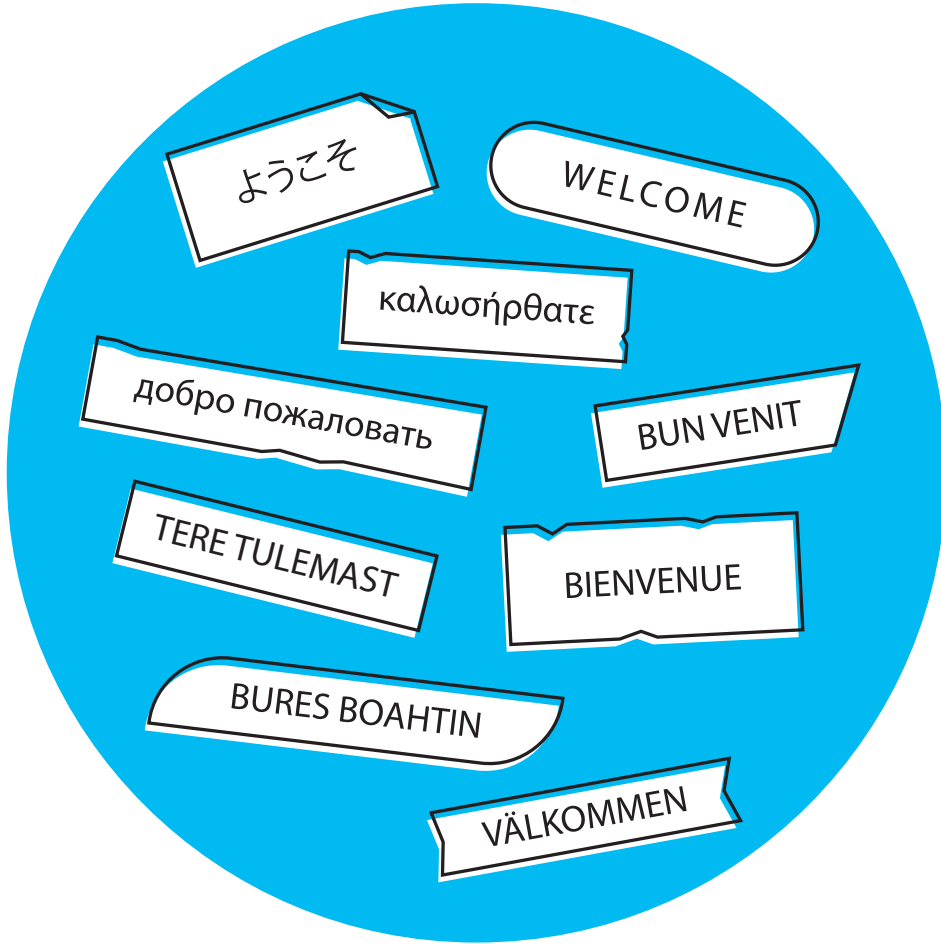 ようこそ
WELCOME
καλωσήρθατε
добро пожаловать
BUN VENIT
TERE TULEMAST
BIENVENUE
BURES BOAHTIN
VÄLKOMMEN